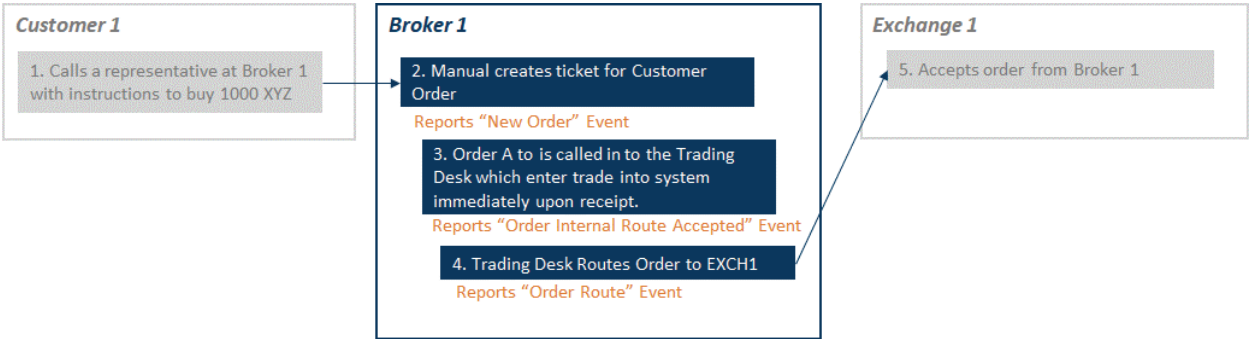 Customer 1
1. Calls a representative at Broker 1
with instructions to buy 1000 XYZ
Broker 1
2. Manual creates ticket for Customer
Order
Reports “New Order” Event
3. Order A to is called in to the Trading
Desk which enter trade into system
immediately upon receipt.
Reports “Order Internal Route Accepted” Event
4. Trading Desk Routes Order to EXCH1
Reports “Order Route” Event
Exchange 1
5. Accepts order from Broker 1